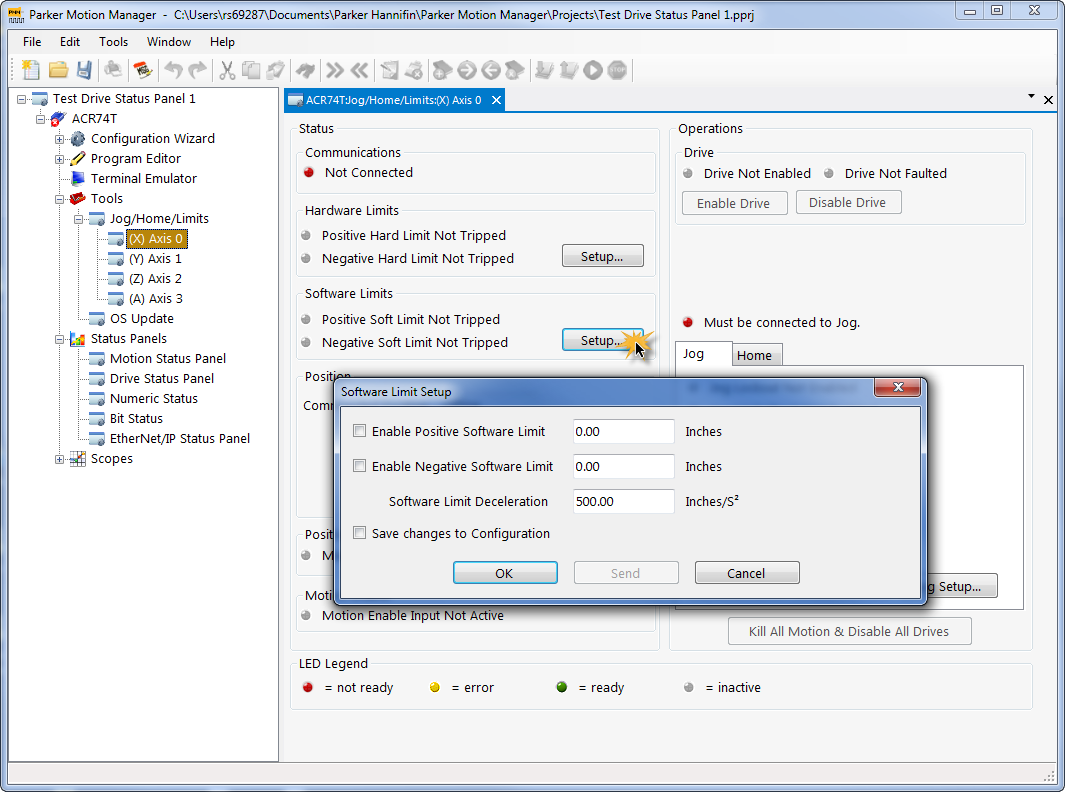 Parker Motion Manager - C:\Users\rs69287\Documents\Parker Hannifin\Parker Motion Manager\Projects\Test Drive Status Panel 1.pprj
File Edit Tools Window Help
Test Drive Status Panel 1
ACR74T
Configuration Wizard
Program Editor
Terminal Emulator
Tools
Jog/Home/Limits
(X) Axis 0
(Y) Axis 1
(Z) Axis 2
(A) Axis 3
OS Update
Status Panels
Motion Status Panel
Drive Status Panel
Numeric Status
Bit Status
EtherNet/IP Status Panel
Scopes
ACR74T:Jog/Home/Limits:(X) Axis 0
Status
Communications
Not Connected
Hardware Limits
Positive Hard Limit Not Tripped
Negative Hard Limit Not Tripped
Setup...
Software Limits
Positive Soft Limit Not Tripped
Negative Soft Limit Not Tripped
Setup...
Position
Operations
Drive
Drive Not Enabled Drive Not Faulted
Enable Drive Disable Drive
Must be connected to Jog.
Jog Home
Software Limit Setup
Enable Positive Software Limit 0.00 Inches
Enable Negative Software Limit 0.00 Inches
Software Limit Deceleration 500.00 Inches/S²
Save changes to Configuration
OK Send Cancel
Setup...
Motion Enable Input Not Active
Kill All Motion & Disable All Drives
LED Legend
= not ready = error = ready = inactive